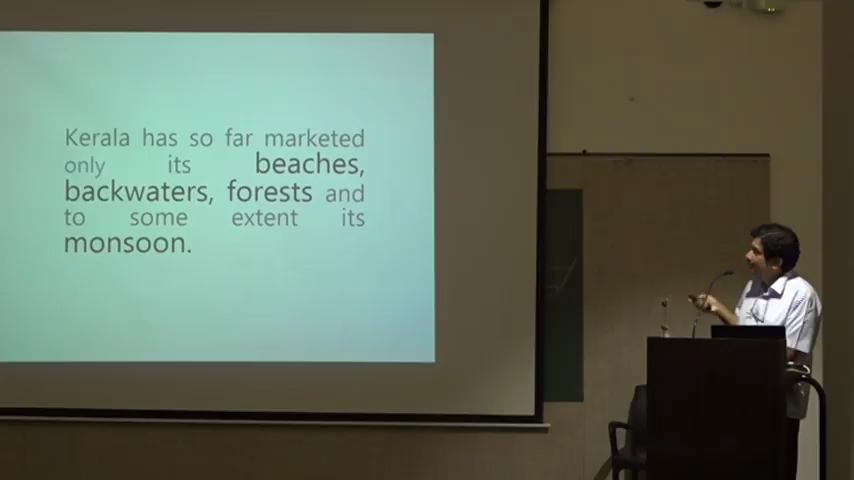 Kerala has so far marketed
only its beaches,
backwaters, forests and
to some extent its
monsoon.